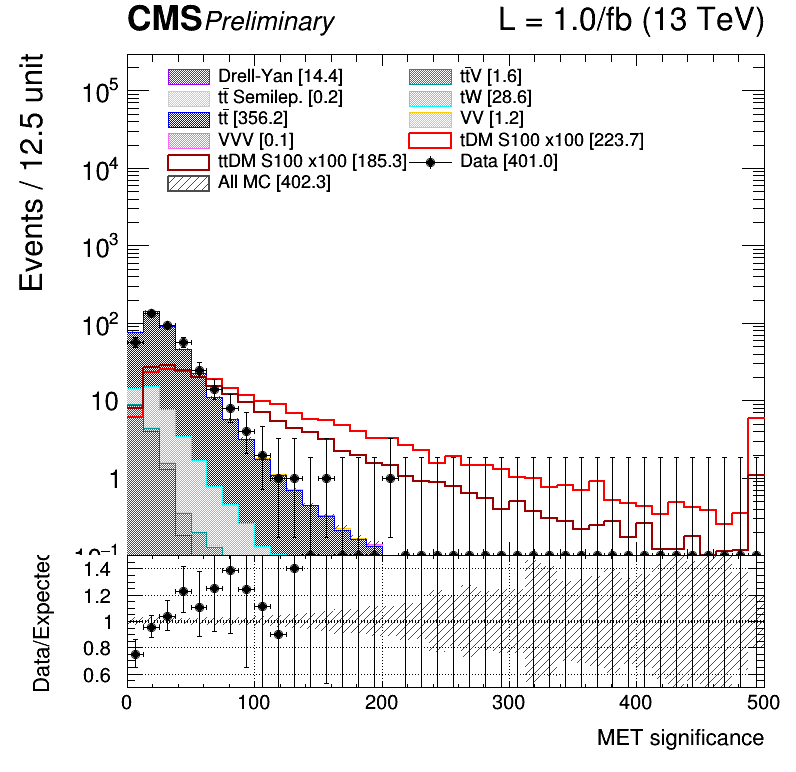 CMS Preliminary L = 1.0/fb (13 TeV)
Events / 12.5 unit
Drell-Yan [14.4] tt̄V [1.6]
tt̄ Semilep. [0.2] tW [28.6]
tt̄ [356.2] VV [1.2]
VVV [0.1] tDM S100 x100 [223.7]
ttDM S100 x100 [185.3] Data [401.0]
All MC [402.3]
10⁵
10⁴
10³
10²
10
1
10⁻¹
Data/Expected
1.4
1.2
1
0.8
0.6
0 100 200 300 400 500
MET significance